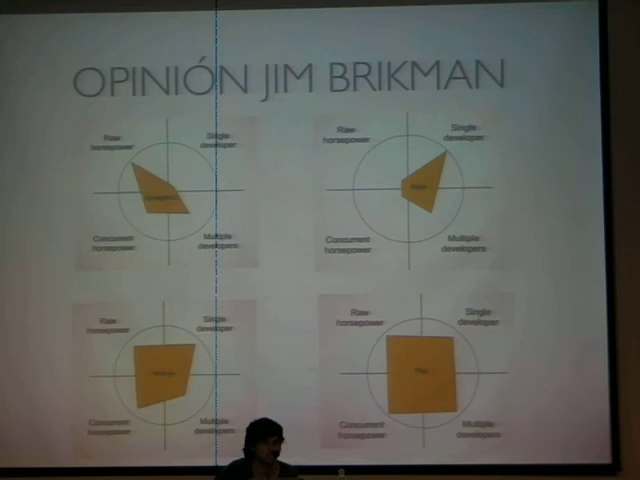 OPINIÓN JIM BRIKMAN
Raw
horsepower
Single
developer
Concurrent
horsepower
Multiple
developers
Raw
horsepower
Single
developer
Concurrent
horsepower
Multiple
developers
Raw
horsepower
Single
developer
Concurrent
horsepower
Multiple
developers
Raw
horsepower
Single
developer
Play
Concurrent
horsepower
Multiple
developers